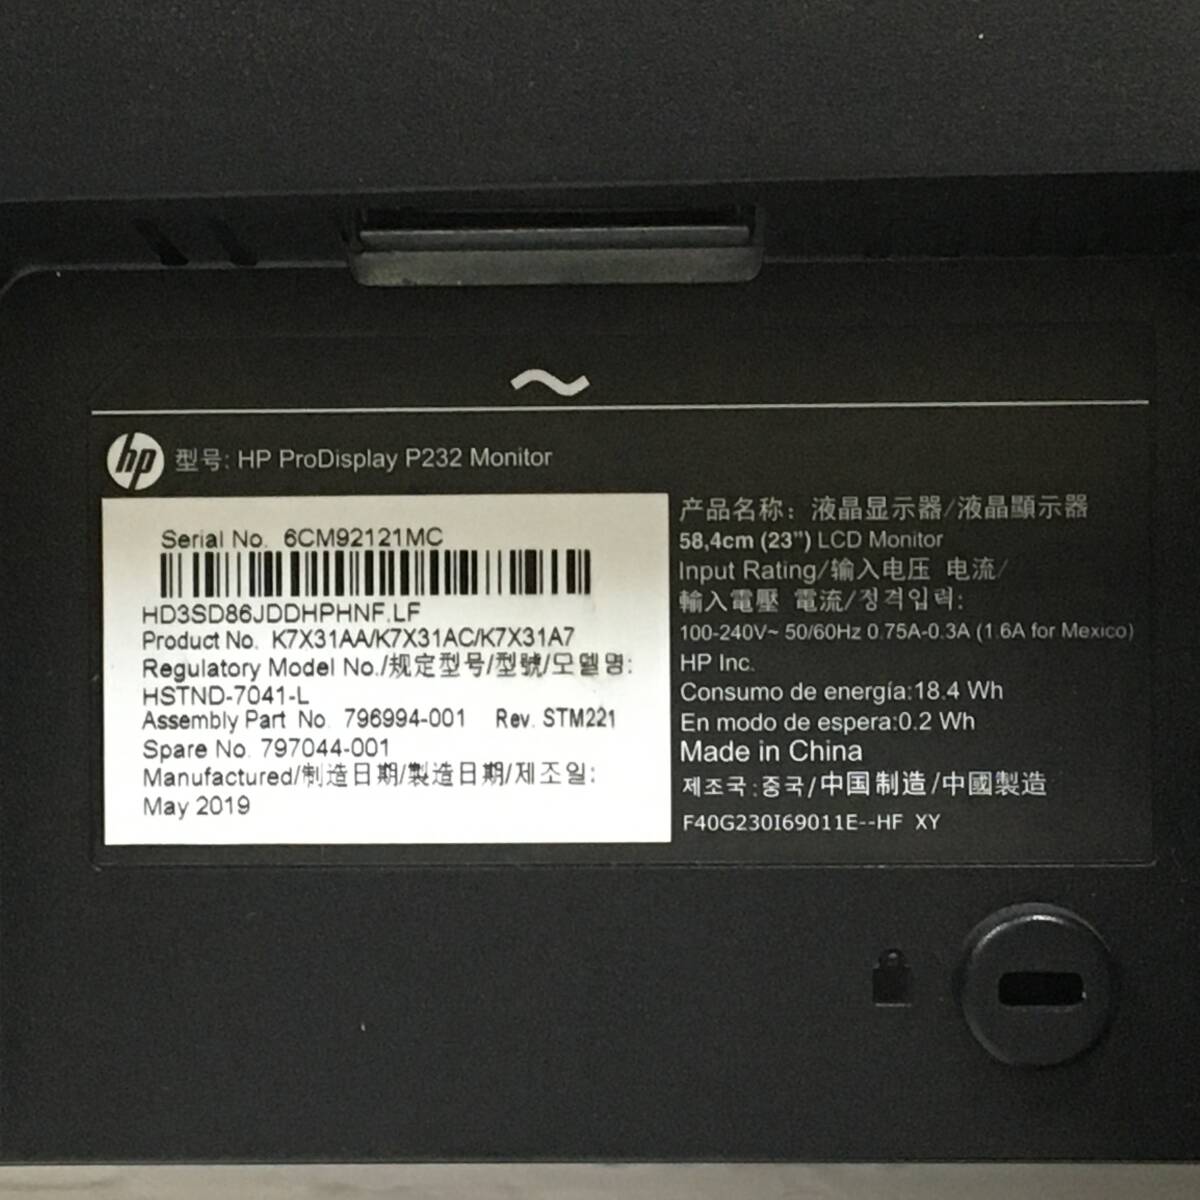 ~
hp 型号: HP ProDisplay P232 Monitor
Serial No. 6CM92121MC
HD3SD86JDDHPHNF.LF
Product No. K7X31AA/K7X31AC/K7X31A7
Regulatory Model No./规定型号/型號/모델명:
HSTND-7041-L
Assembly Part No. 796994-001 Rev. STM221
Spare No. 797044-001
Manufactured/制造日期/製造日期/제조일:
May 2019
产品名称：液晶显示器/液晶顯示器
58,4cm (23") LCD Monitor
Input Rating/输入电压 电流/
輸入電壓 電流/정격입력:
100-240V~ 50/60Hz 0.75A-0.3A (1.6A for Mexico)
HP Inc.
Consumo de energía:18.4 Wh
En modo de espera:0.2 Wh
Made in China
제조국:중국/中国制造/中國製造
F40G230I69011E--HF XY